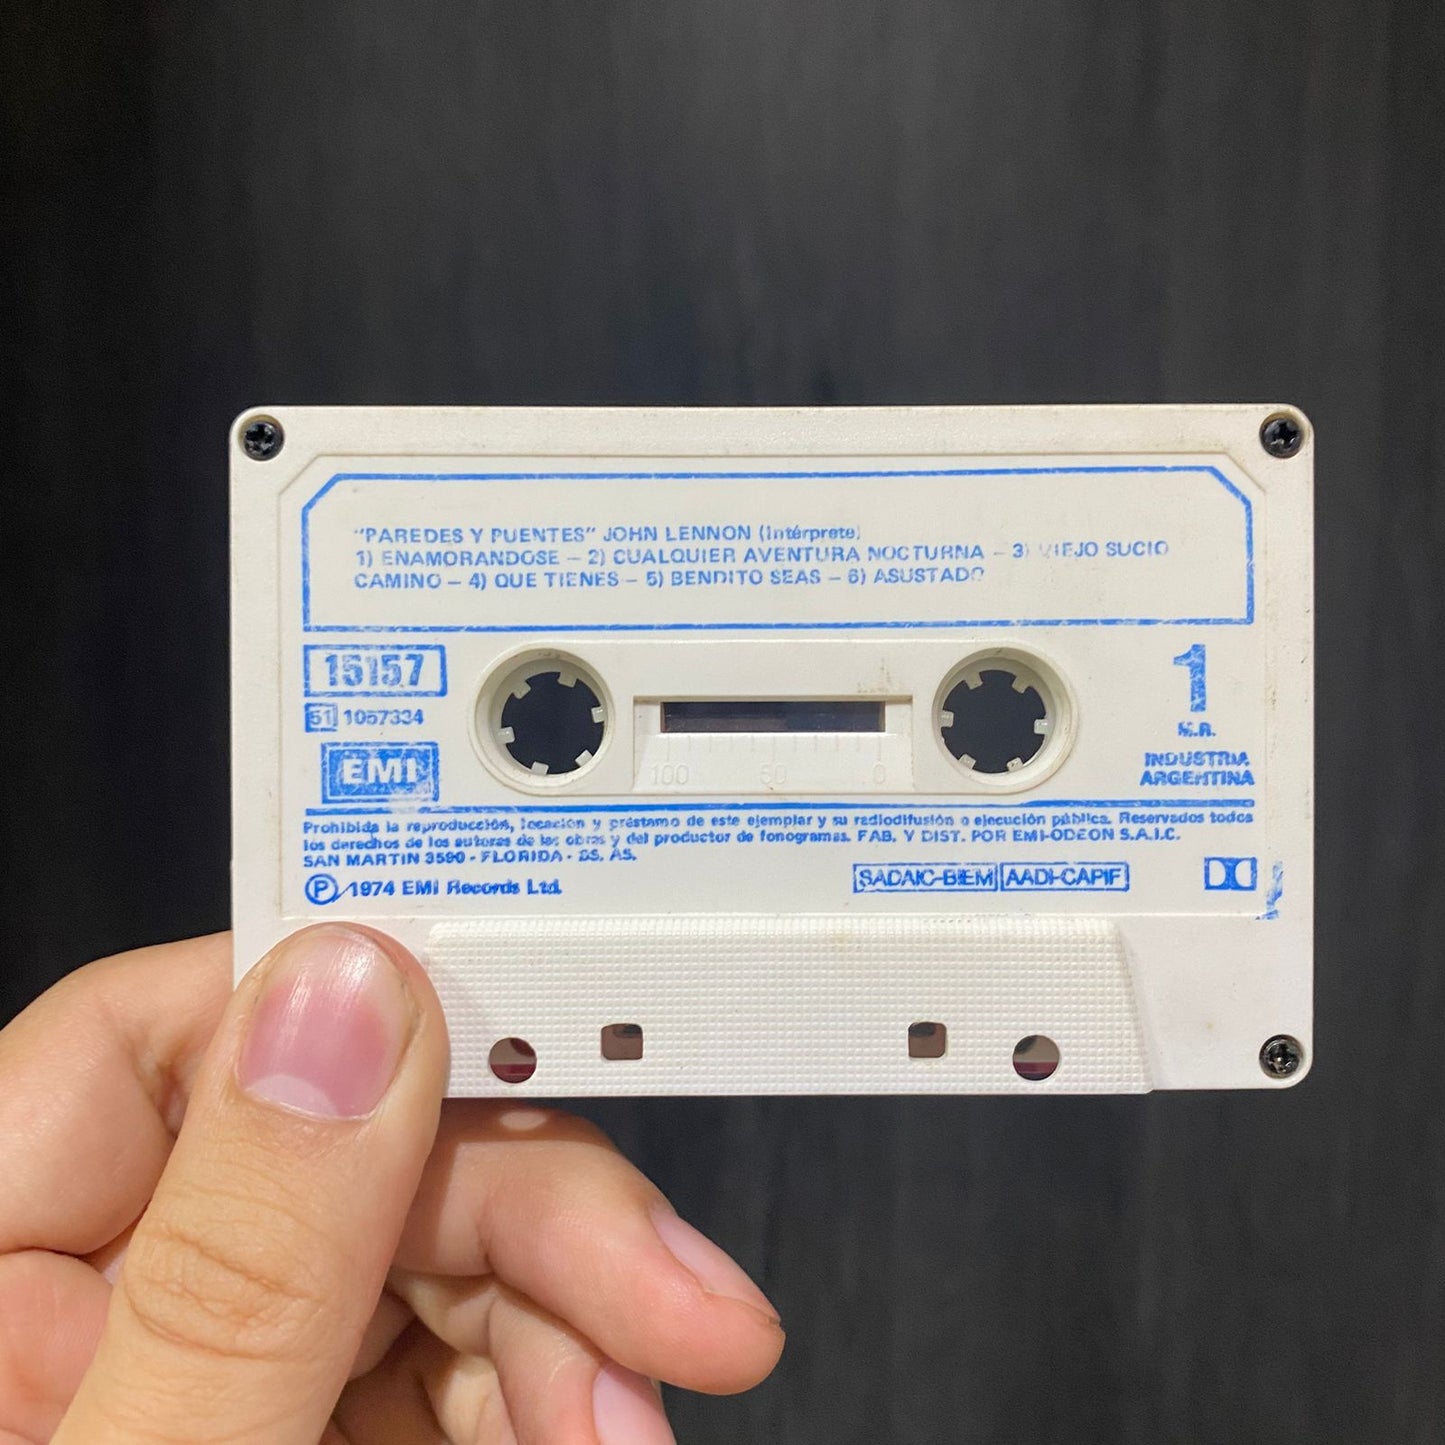 "PAREDES Y PUENTES" JOHN LENNON (Intérprete)
1) ENAMORANDOSE – 2) CUALQUIER AVENTURA NOCTURNA – 3) VIEJO SUCIO
CAMINO – 4) QUE TIENES – 5) BENDITO SEAS – 6) ASUSTADO
15157
51 1057334
EMI
1
M.R.
INDUSTRIA
ARGENTINA
100 50 0
Prohibida la reproducción, locación y préstamo de este ejemplar y su radiodifusión o ejecución pública. Reservados todos
los derechos de los autores de las obras y del productor de fonogramas. FAB. Y DIST. POR EMI-ODEON S.A.I.C.
SAN MARTIN 3590 - FLORIDA - BS. AS.
Ⓟ 1974 EMI Records Ltd.
SADAIC-BIEM AADI-CAPIF